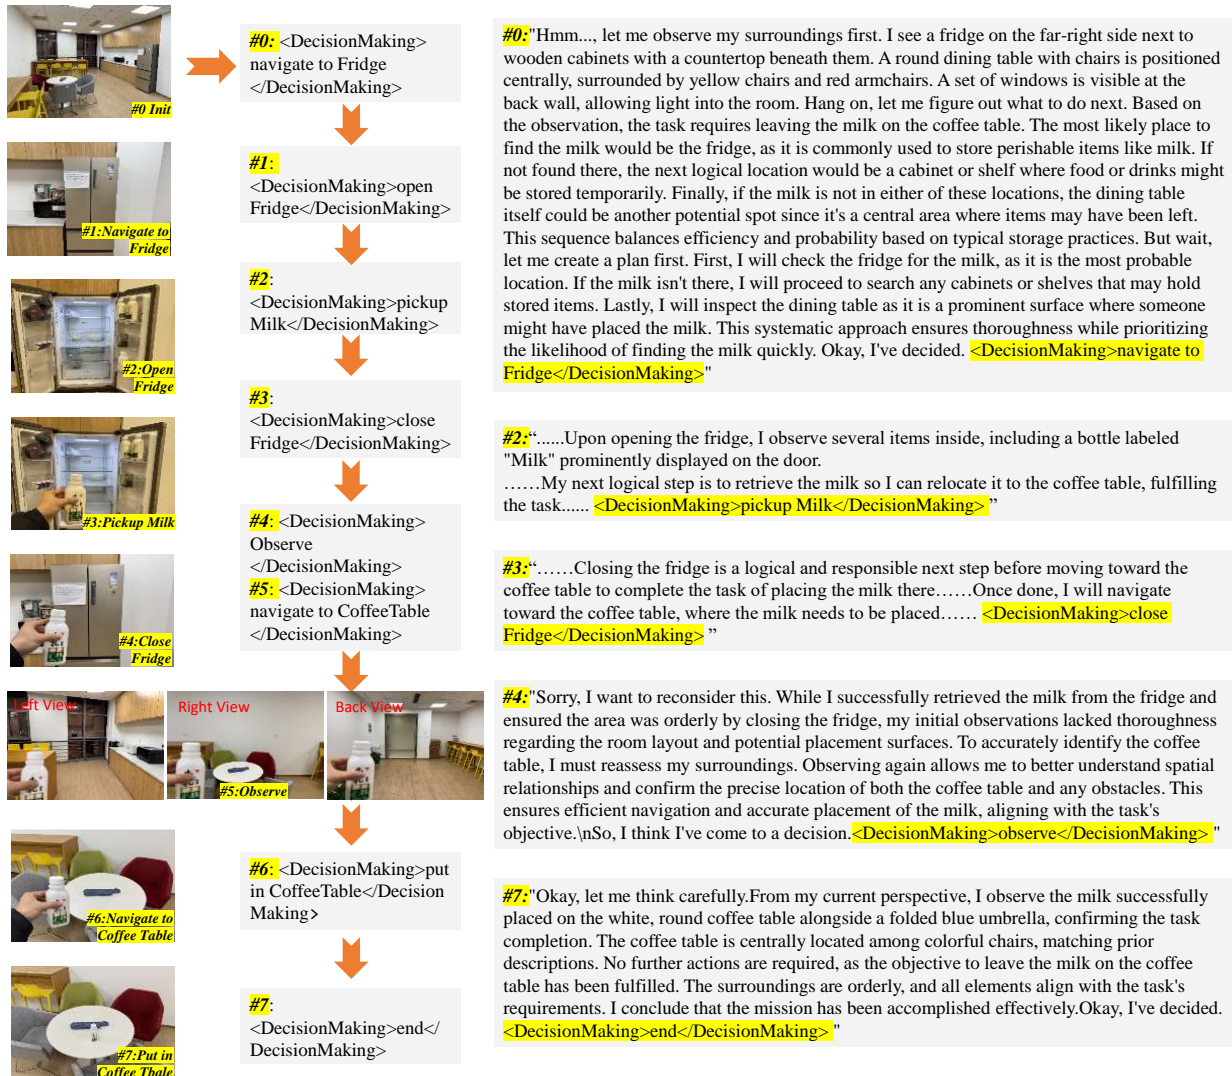 #0 Init
#1:Navigate to
Fridge
#2:Open
Fridge
#3:Pickup Milk
#4:Close
Fridge
Left View
Right View
Back View
#5:Observe
#6:Navigate to
Coffee Table
#7:Put in
Coffee Tbale
#0: <DecisionMaking>
navigate to Fridge
</DecisionMaking>
#1:
<DecisionMaking>open
Fridge</DecisionMaking>
#2:
<DecisionMaking>pickup
Milk</DecisionMaking>
#3:
<DecisionMaking>close
Fridge</DecisionMaking>
#4: <DecisionMaking>
Observe
</DecisionMaking>
#5: <DecisionMaking>
navigate to CoffeeTable
</DecisionMaking>
#6: <DecisionMaking>put
in CoffeeTable</Decision
Making>
#7:
<DecisionMaking>end</
DecisionMaking>
#0:"Hmm..., let me observe my surroundings first. I see a fridge on the far-right side next to
wooden cabinets with a countertop beneath them. A round dining table with chairs is positioned
centrally, surrounded by yellow chairs and red armchairs. A set of windows is visible at the
back wall, allowing light into the room. Hang on, let me figure out what to do next. Based on
the observation, the task requires leaving the milk on the coffee table. The most likely place to
find the milk would be the fridge, as it is commonly used to store perishable items like milk. If
not found there, the next logical location would be a cabinet or shelf where food or drinks might
be stored temporarily. Finally, if the milk is not in either of these locations, the dining table
itself could be another potential spot since it's a central area where items may have been left.
This sequence balances efficiency and probability based on typical storage practices. But wait,
let me create a plan first. First, I will check the fridge for the milk, as it is the most probable
location. If the milk isn't there, I will proceed to search any cabinets or shelves that may hold
stored items. Lastly, I will inspect the dining table as it is a prominent surface where someone
might have placed the milk. This systematic approach ensures thoroughness while prioritizing
the likelihood of finding the milk quickly. Okay, I've decided. <DecisionMaking>navigate to
Fridge</DecisionMaking>"
#2:“......Upon opening the fridge, I observe several items inside, including a bottle labeled
"Milk" prominently displayed on the door.
……My next logical step is to retrieve the milk so I can relocate it to the coffee table, fulfilling
the task...... <DecisionMaking>pickup Milk</DecisionMaking> ”
#3:“……Closing the fridge is a logical and responsible next step before moving toward the
coffee table to complete the task of placing the milk there……Once done, I will navigate
toward the coffee table, where the milk needs to be placed…… <DecisionMaking>close
Fridge</DecisionMaking> ”
#4:"Sorry, I want to reconsider this. While I successfully retrieved the milk from the fridge and
ensured the area was orderly by closing the fridge, my initial observations lacked thoroughness
regarding the room layout and potential placement surfaces. To accurately identify the coffee
table, I must reassess my surroundings. Observing again allows me to better understand spatial
relationships and confirm the precise location of both the coffee table and any obstacles. This
ensures efficient navigation and accurate placement of the milk, aligning with the task's
objective.\nSo, I think I've come to a decision.<DecisionMaking>observe</DecisionMaking> "
#7:"Okay, let me think carefully.From my current perspective, I observe the milk successfully
placed on the white, round coffee table alongside a folded blue umbrella, confirming the task
completion. The coffee table is centrally located among colorful chairs, matching prior
descriptions. No further actions are required, as the objective to leave the milk on the coffee
table has been fulfilled. The surroundings are orderly, and all elements align with the task's
requirements. I conclude that the mission has been accomplished effectively.Okay, I've decided.
<DecisionMaking>end</DecisionMaking> "